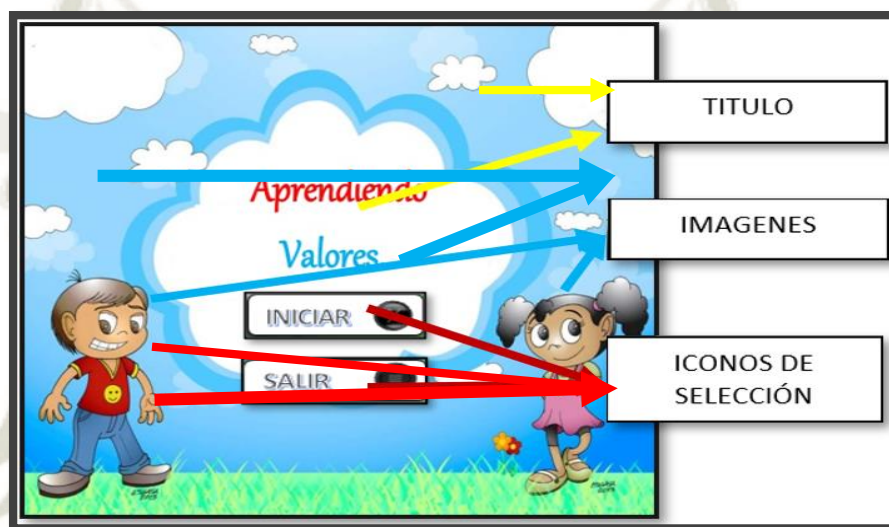 Aprendiendo
Valores
INICIAR
SALIR
TITULO
IMAGENES
ICONOS DE
SELECCIÓN